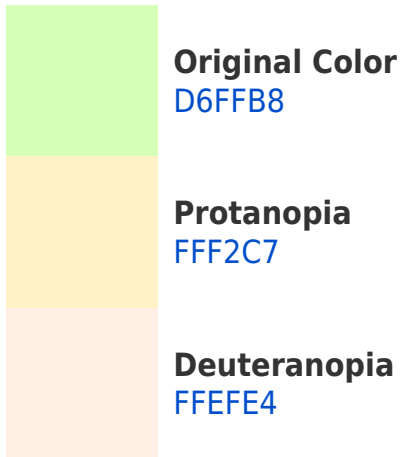 Original Color
D6FFB8
Protanopia
FFF2C7
Deuteranopia
FFEFE4